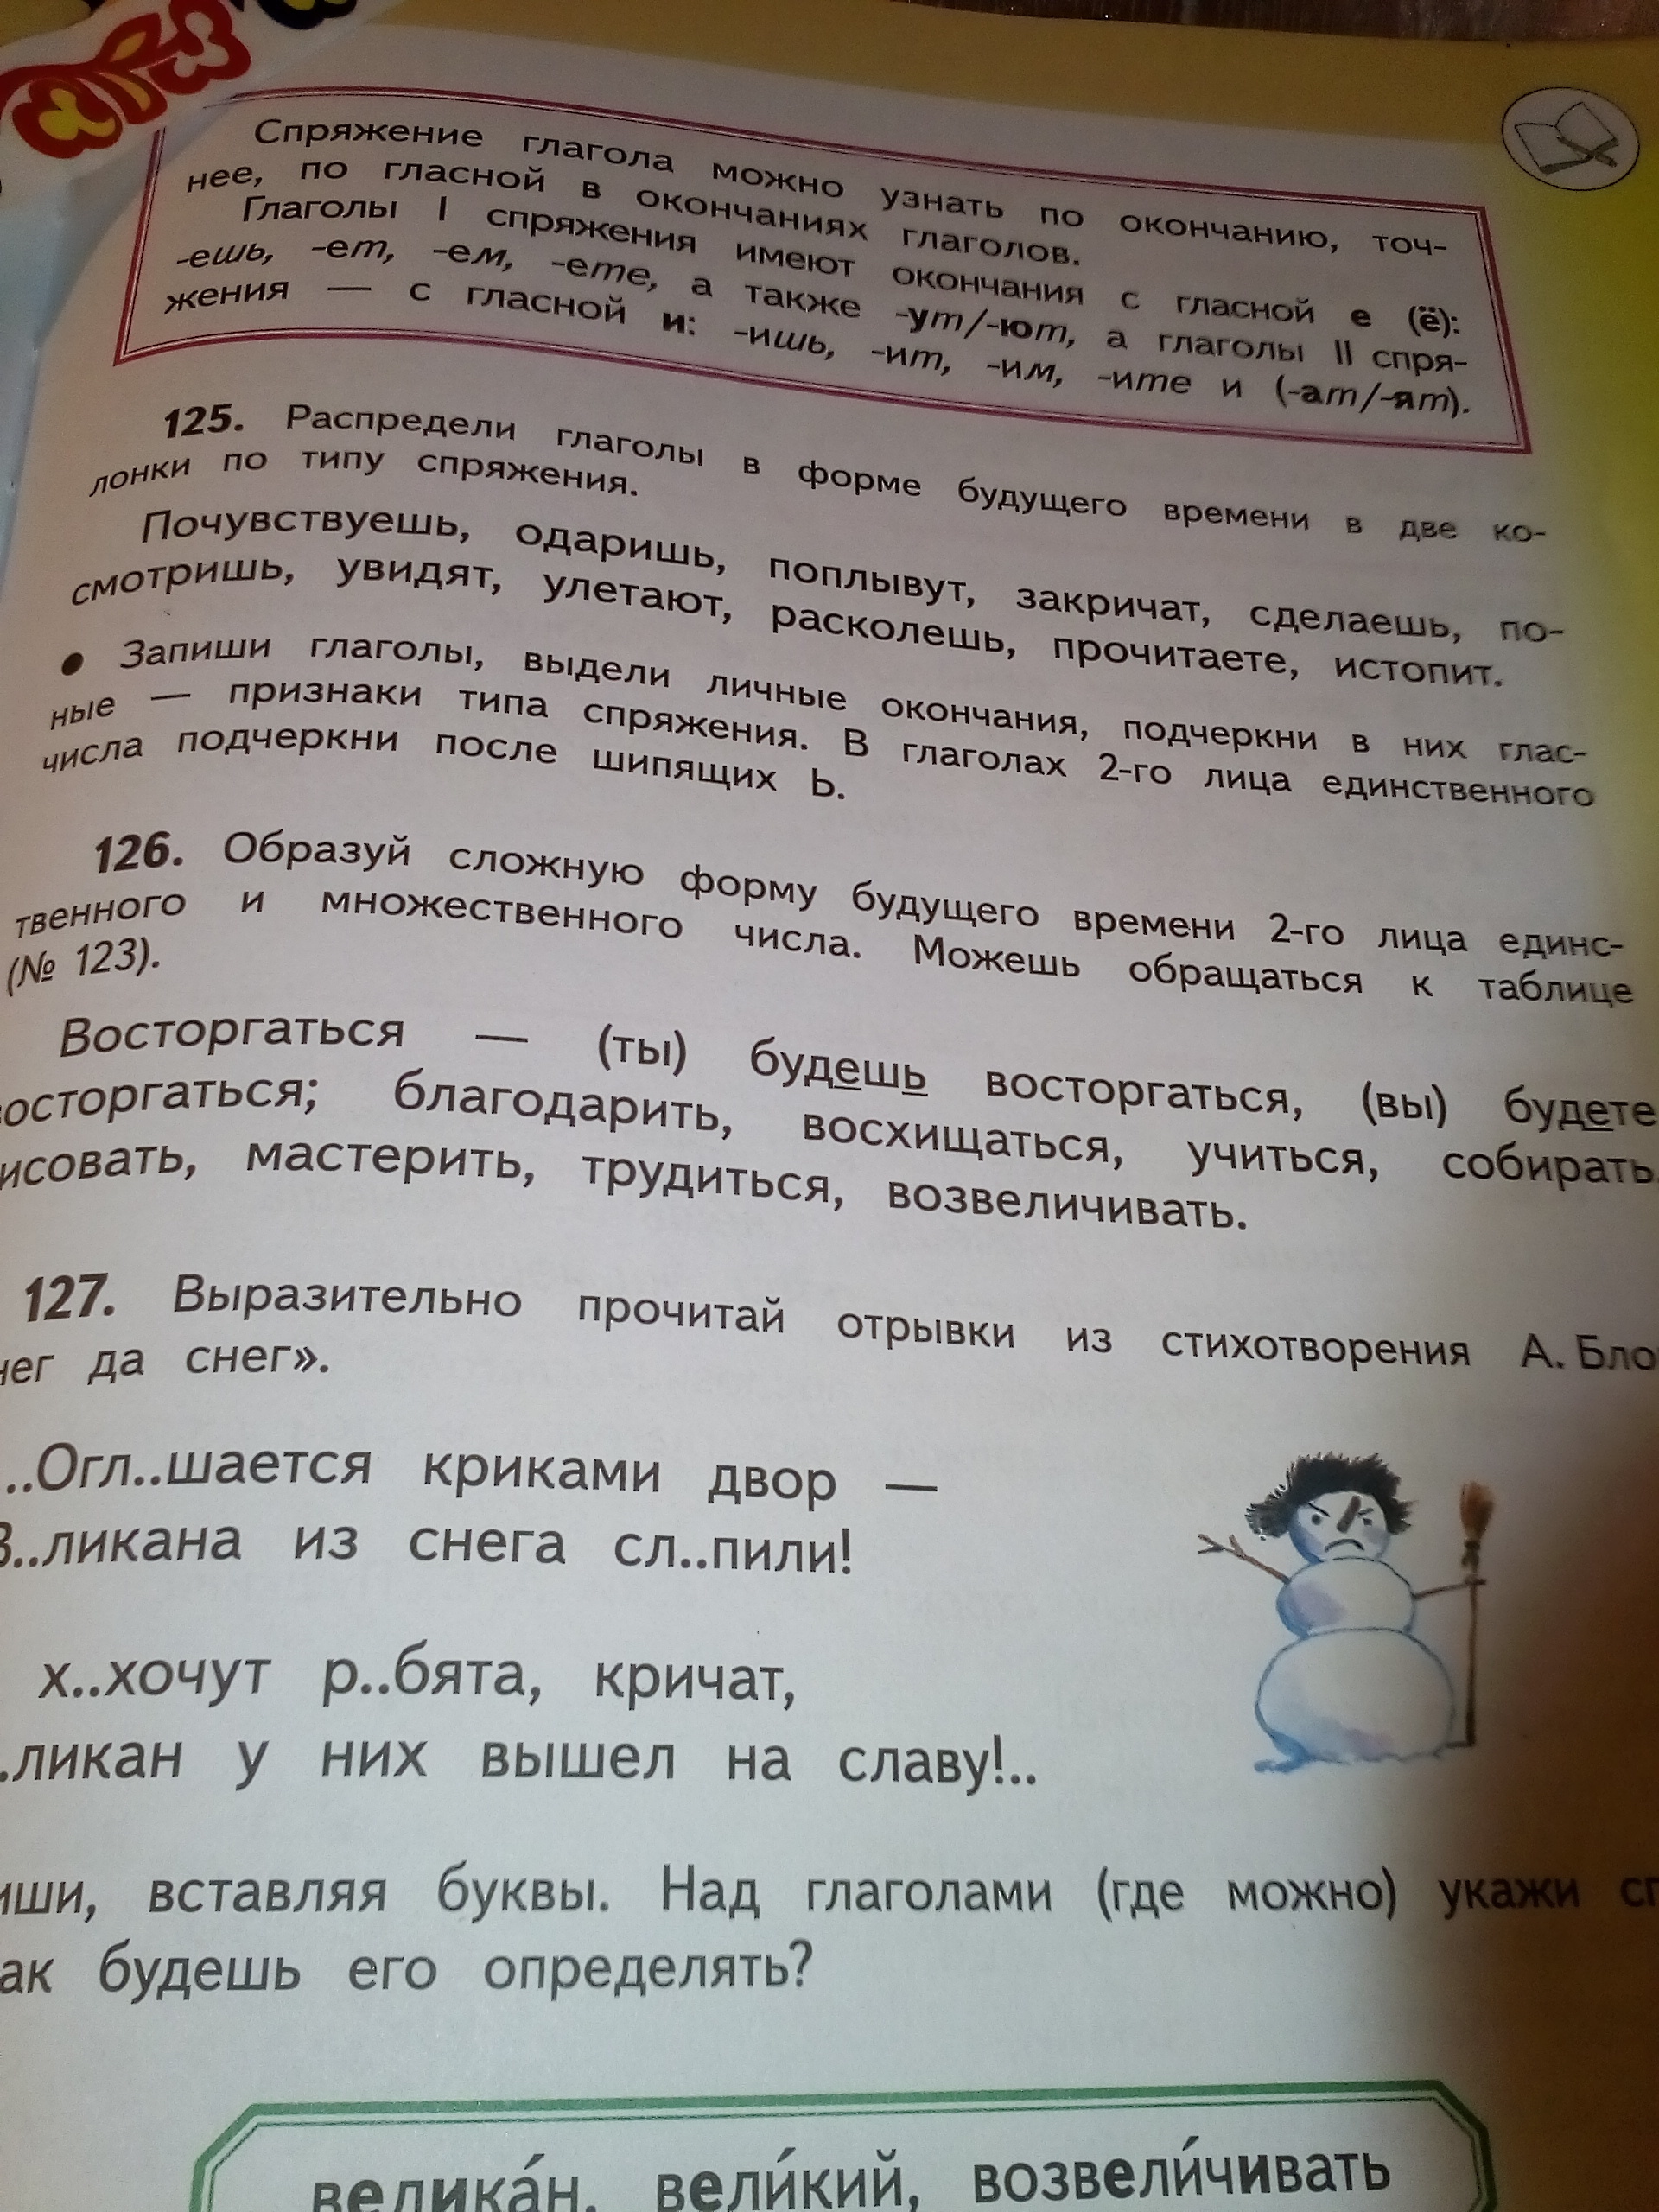 Спряжение глагола можно узнать по окончанию, точ-
нее, по гласной в окончаниях глаголов.
Глаголы I спряжения имеют окончания с гласной е (ё):
-ешь, -ет, -ем, -ете, а также -ут/-ют, а глаголы II спря-
жения — с гласной и: -ишь, -ит, -им, -ите и (-ат/-ят).
125. Распредели глаголы в форме будущего времени в две ко-
лонки по типу спряжения.
Почувствуешь, одаришь, поплывут, закричат, сделаешь, по-
смотришь, увидят, улетают, расколешь, прочитаете, истопит.
● Запиши глаголы, выдели личные окончания, подчеркни в них глас-
ные — признаки типа спряжения. В глаголах 2-го лица единственного
числа подчеркни после шипящих Ь.
126. Образуй сложную форму будущего времени 2-го лица единс-
твенного и множественного числа. Можешь обращаться к таблице
(№ 123).
Восторгаться — (ты) будешь восторгаться, (вы) будете
осторгаться; благодарить, восхищаться, учиться, собирать,
исовать, мастерить, трудиться, возвеличивать.
127. Выразительно прочитай отрывки из стихотворения А. Бло
нег да снег».
..Огл..шается криками двор —
В..ликана из снега сл..пили!
х..хочут р..бята, кричат,
.ликан у них вышел на славу!..
иши, вставляя буквы. Над глаголами (где можно) укажи сп
ак будешь его определять?
велика́н, вели́кий, возвели́чивать